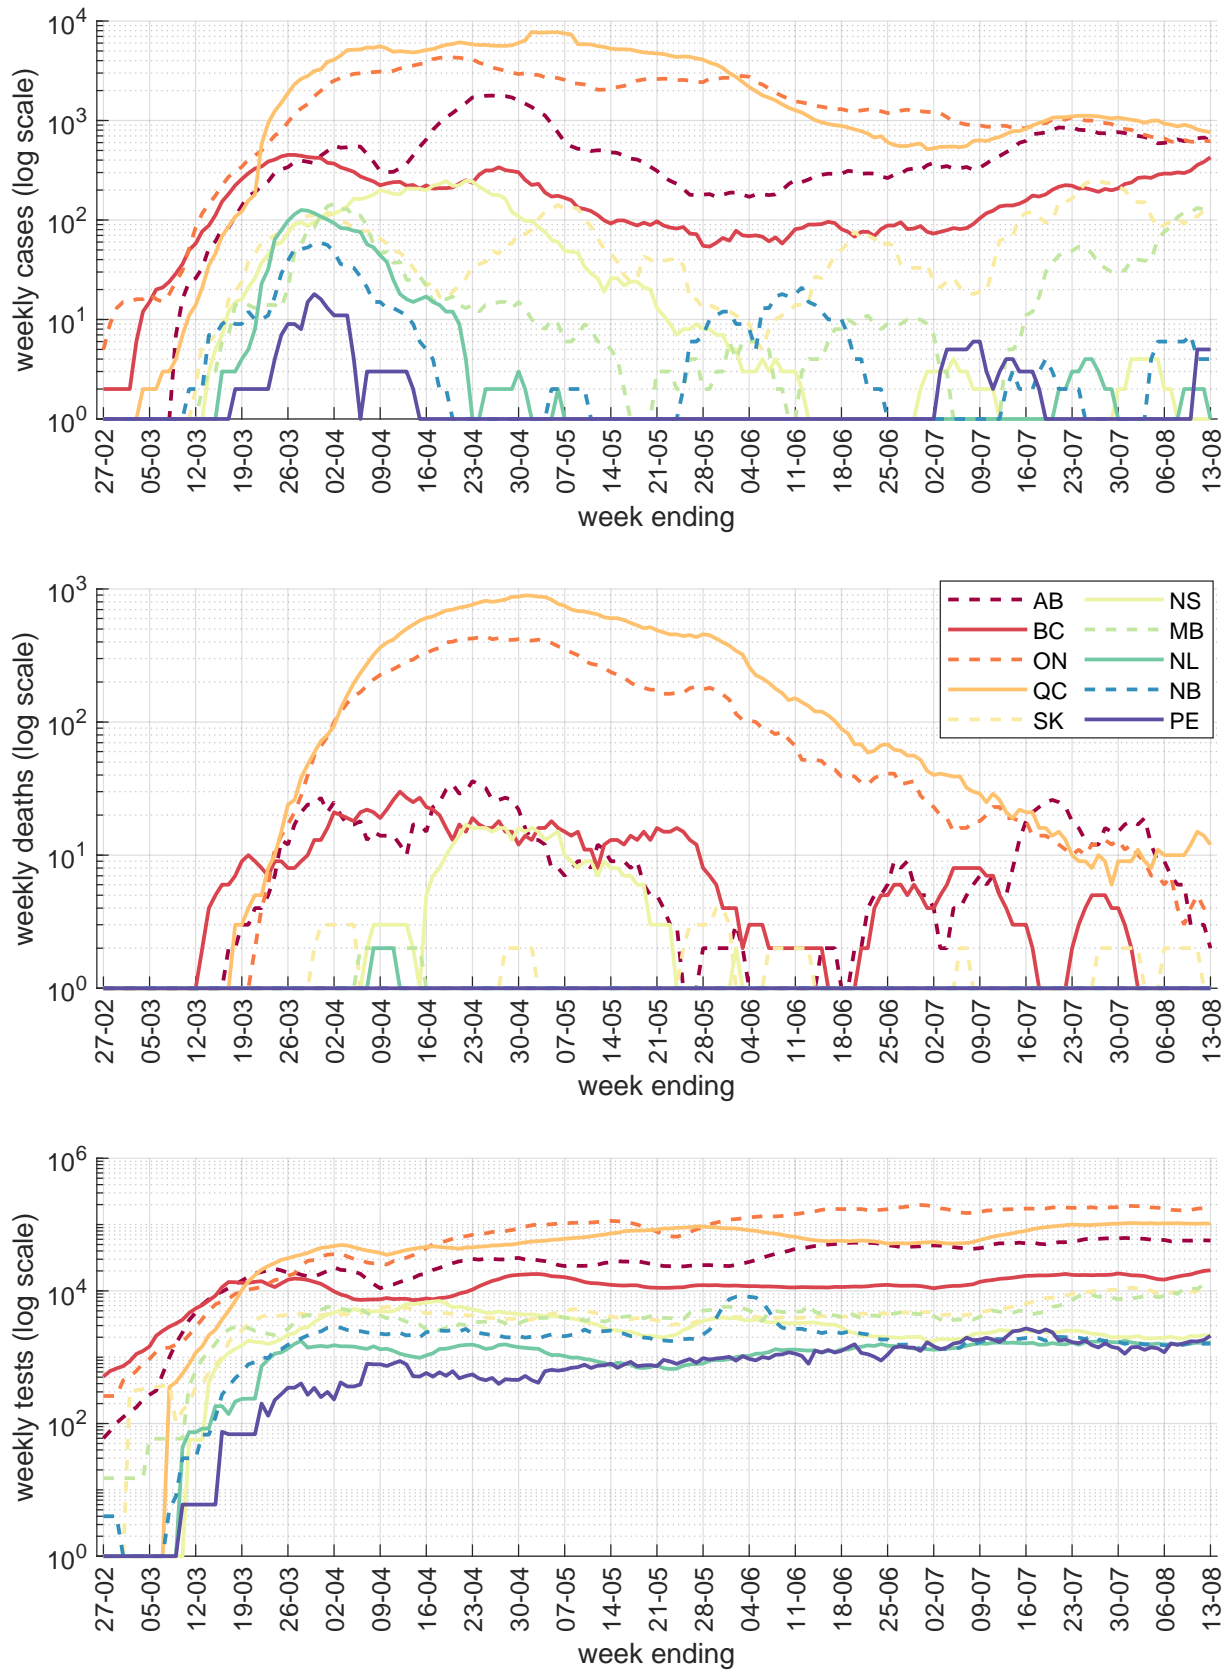 weekly cases (log scale)
10^4
10^3
10^2
10^1
10^0
27-02 05-03 12-03 19-03 26-03 02-04 09-04 16-04 23-04 30-04 07-05 14-05 21-05 28-05 04-06 11-06 18-06 25-06 02-07 09-07 16-07 23-07 30-07 06-08 13-08
week ending
weekly deaths (log scale)
10^3
10^2
10^1
10^0
AB NS
BC MB
ON NL
QC NB
SK PE
27-02 05-03 12-03 19-03 26-03 02-04 09-04 16-04 23-04 30-04 07-05 14-05 21-05 28-05 04-06 11-06 18-06 25-06 02-07 09-07 16-07 23-07 30-07 06-08 13-08
week ending
weekly tests (log scale)
10^6
10^4
10^2
10^0
27-02 05-03 12-03 19-03 26-03 02-04 09-04 16-04 23-04 30-04 07-05 14-05 21-05 28-05 04-06 11-06 18-06 25-06 02-07 09-07 16-07 23-07 30-07 06-08 13-08
week ending